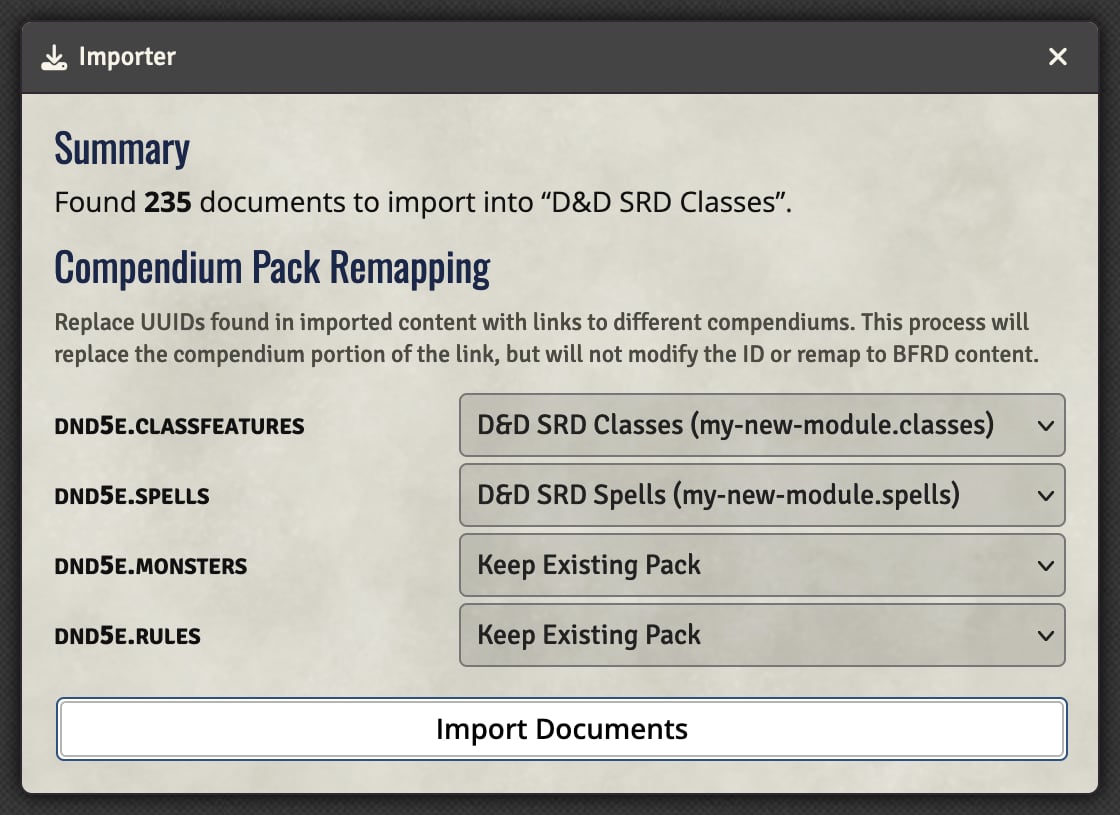 Importer
Summary
Found 235 documents to import into “D&D SRD Classes”.
Compendium Pack Remapping
Replace UUIDs found in imported content with links to different compendiums. This process will
replace the compendium portion of the link, but will not modify the ID or remap to BFRD content.
DND5E.CLASSFEATURES
D&D SRD Classes (my-new-module.classes)
DND5E.SPELLS
D&D SRD Spells (my-new-module.spells)
DND5E.MONSTERS
Keep Existing Pack
DND5E.RULES
Keep Existing Pack
Import Documents